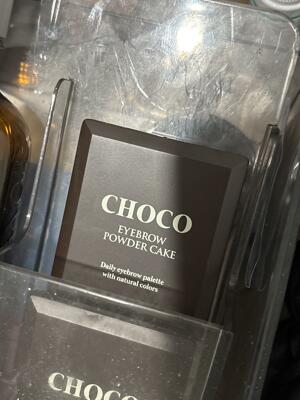 CHOCO
EYEBROW
POWDER CAKE
Daily eyebrow palette
with natural colors
CHOCO